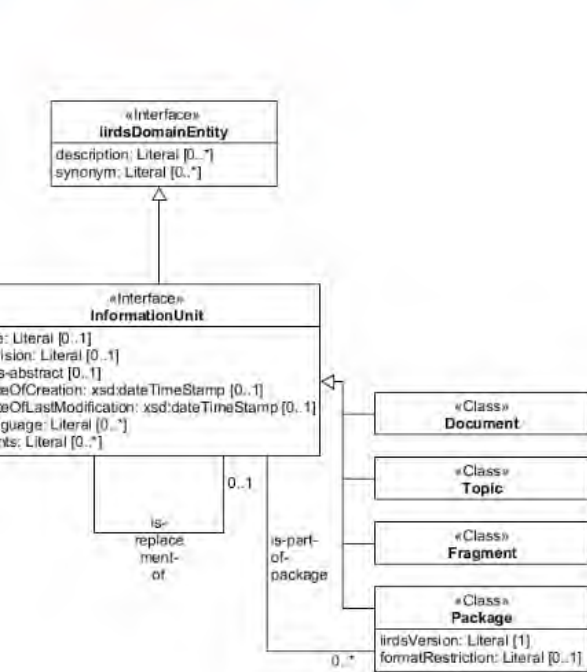 «Interface»
iirdsDomainEntity
description: Literal [0..*]
synonym: Literal [0..*]
«Interface»
InformationUnit
e: Literal [0..1]
ision: Literal [0..1]
s-abstract [0..1]
eOfCreation: xsd:dateTimeStamp [0..1]
eOfLastModification: xsd:dateTimeStamp [0..1]
guage: Literal [0..*]
nts: Literal [0..*]
«Class»
Document
«Class»
Topic
«Class»
Fragment
«Class»
Package
iirdsVersion: Literal [1]
formatRestriction: Literal [0..1]
0..1
is-
replace
ment-
of
is-part-
of-
package
0..*